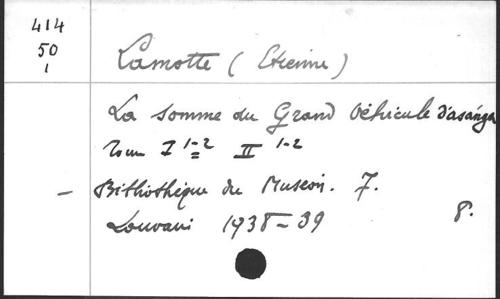 414
50
1
Lamotte (Etienne)
La somme du Grand Véhicule d'asanga
Tom I 1-2 II 1-2
- Bibliothèque du Muséon. 7.
Louvain 1938-39 8.